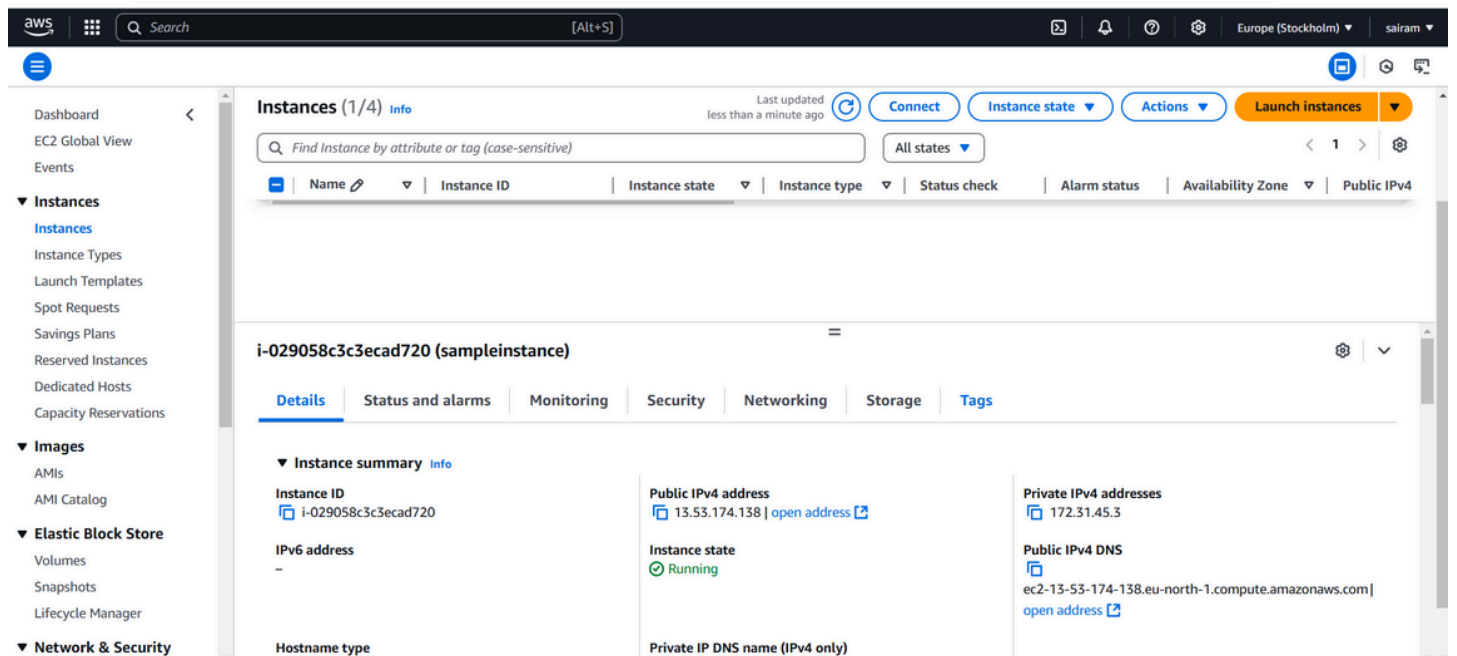 aws Search [Alt+S] Europe (Stockholm) sairam
Dashboard
EC2 Global View
Events
Instances
Instances
Instance Types
Launch Templates
Spot Requests
Savings Plans
Reserved Instances
Dedicated Hosts
Capacity Reservations
Images
AMIs
AMI Catalog
Elastic Block Store
Volumes
Snapshots
Lifecycle Manager
Network & Security
Instances (1/4) Info
Last updated
less than a minute ago
Connect Instance state Actions Launch instances
Find Instance by attribute or tag (case-sensitive) All states 1
Name Instance ID Instance state Instance type Status check Alarm status Availability Zone Public IPv4
i-029058c3c3ecad720 (sampleinstance)
Details Status and alarms Monitoring Security Networking Storage Tags
Instance summary Info
Instance ID
i-029058c3c3ecad720
Public IPv4 address
13.53.174.138 | open address
Private IPv4 addresses
172.31.45.3
IPv6 address
–
Instance state
Running
Public IPv4 DNS
ec2-13-53-174-138.eu-north-1.compute.amazonaws.com |
open address
Hostname type
Private IP DNS name (IPv4 only)